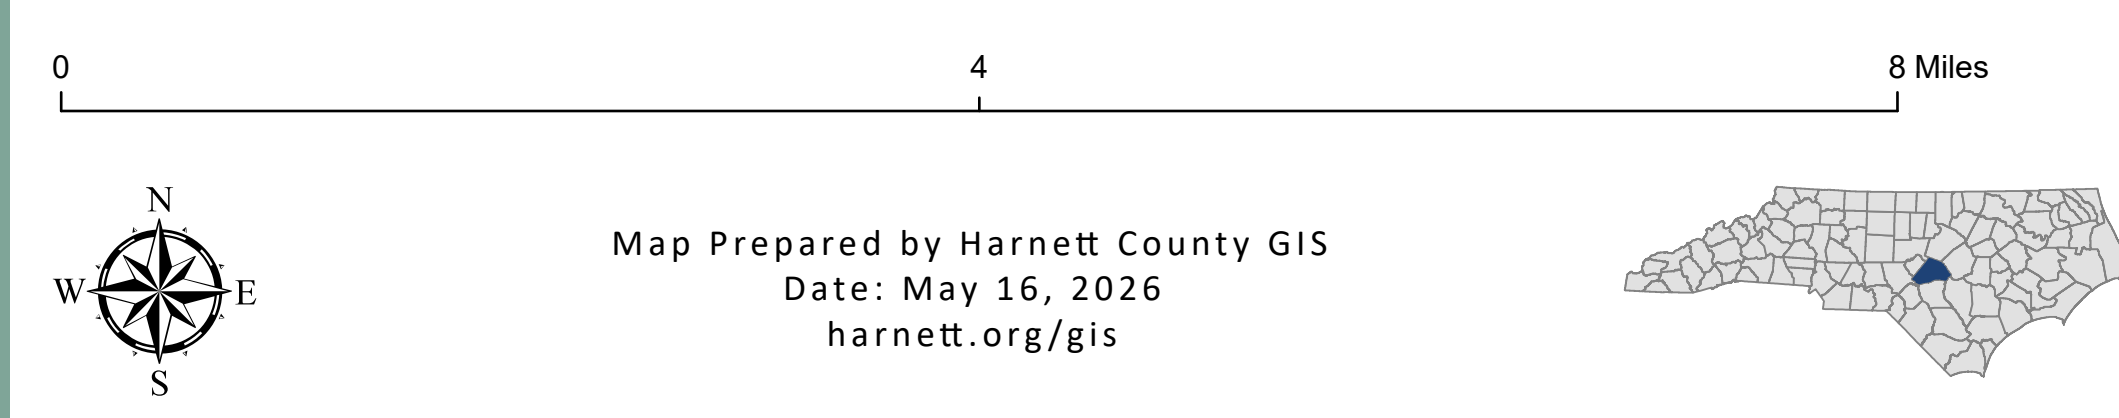 0 4 8 Miles
N
W E
S
Map Prepared by Harnett County GIS
Date: May 16, 2026
harnett.org/gis